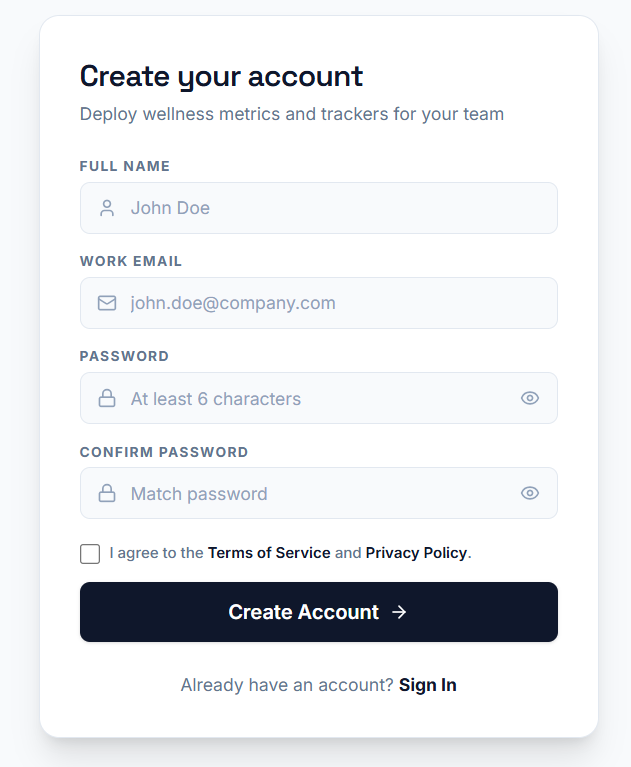 Create your account
Deploy wellness metrics and trackers for your team
FULL NAME
John Doe
WORK EMAIL
john.doe@company.com
PASSWORD
At least 6 characters
CONFIRM PASSWORD
Match password
I agree to the Terms of Service and Privacy Policy.
Create Account →
Already have an account? Sign In